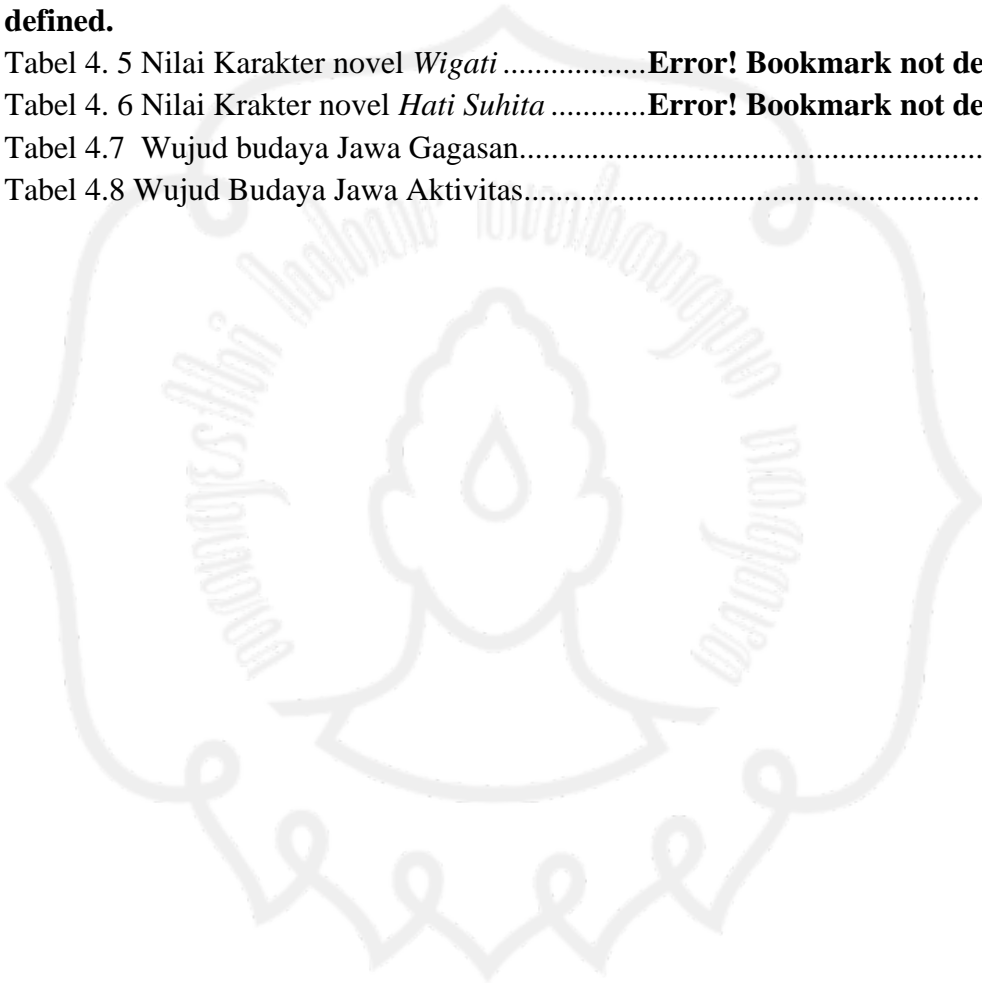 defined.
Tabel 4. 5 Nilai Karakter novel Wigati ..................Error! Bookmark not de
Tabel 4. 6 Nilai Krakter novel Hati Suhita ............Error! Bookmark not de
Tabel 4.7  Wujud budaya Jawa Gagasan.........................................................
Tabel 4.8 Wujud Budaya Jawa Aktivitas.........................................................